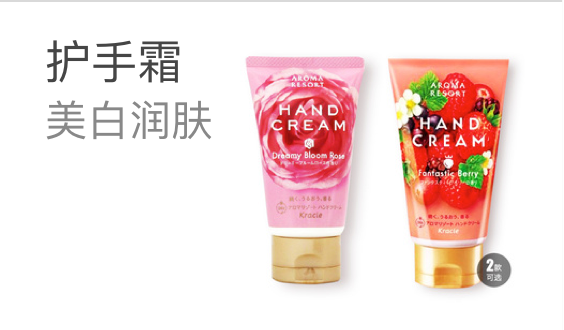 护手霜
美白润肤
AROMA
RESORT
HAND
CREAM
Dreamy Bloom Rose
Kracie
AROMA
RESORT
HAND
CREAM
Fantastic Berry
Kracie
2款
可选